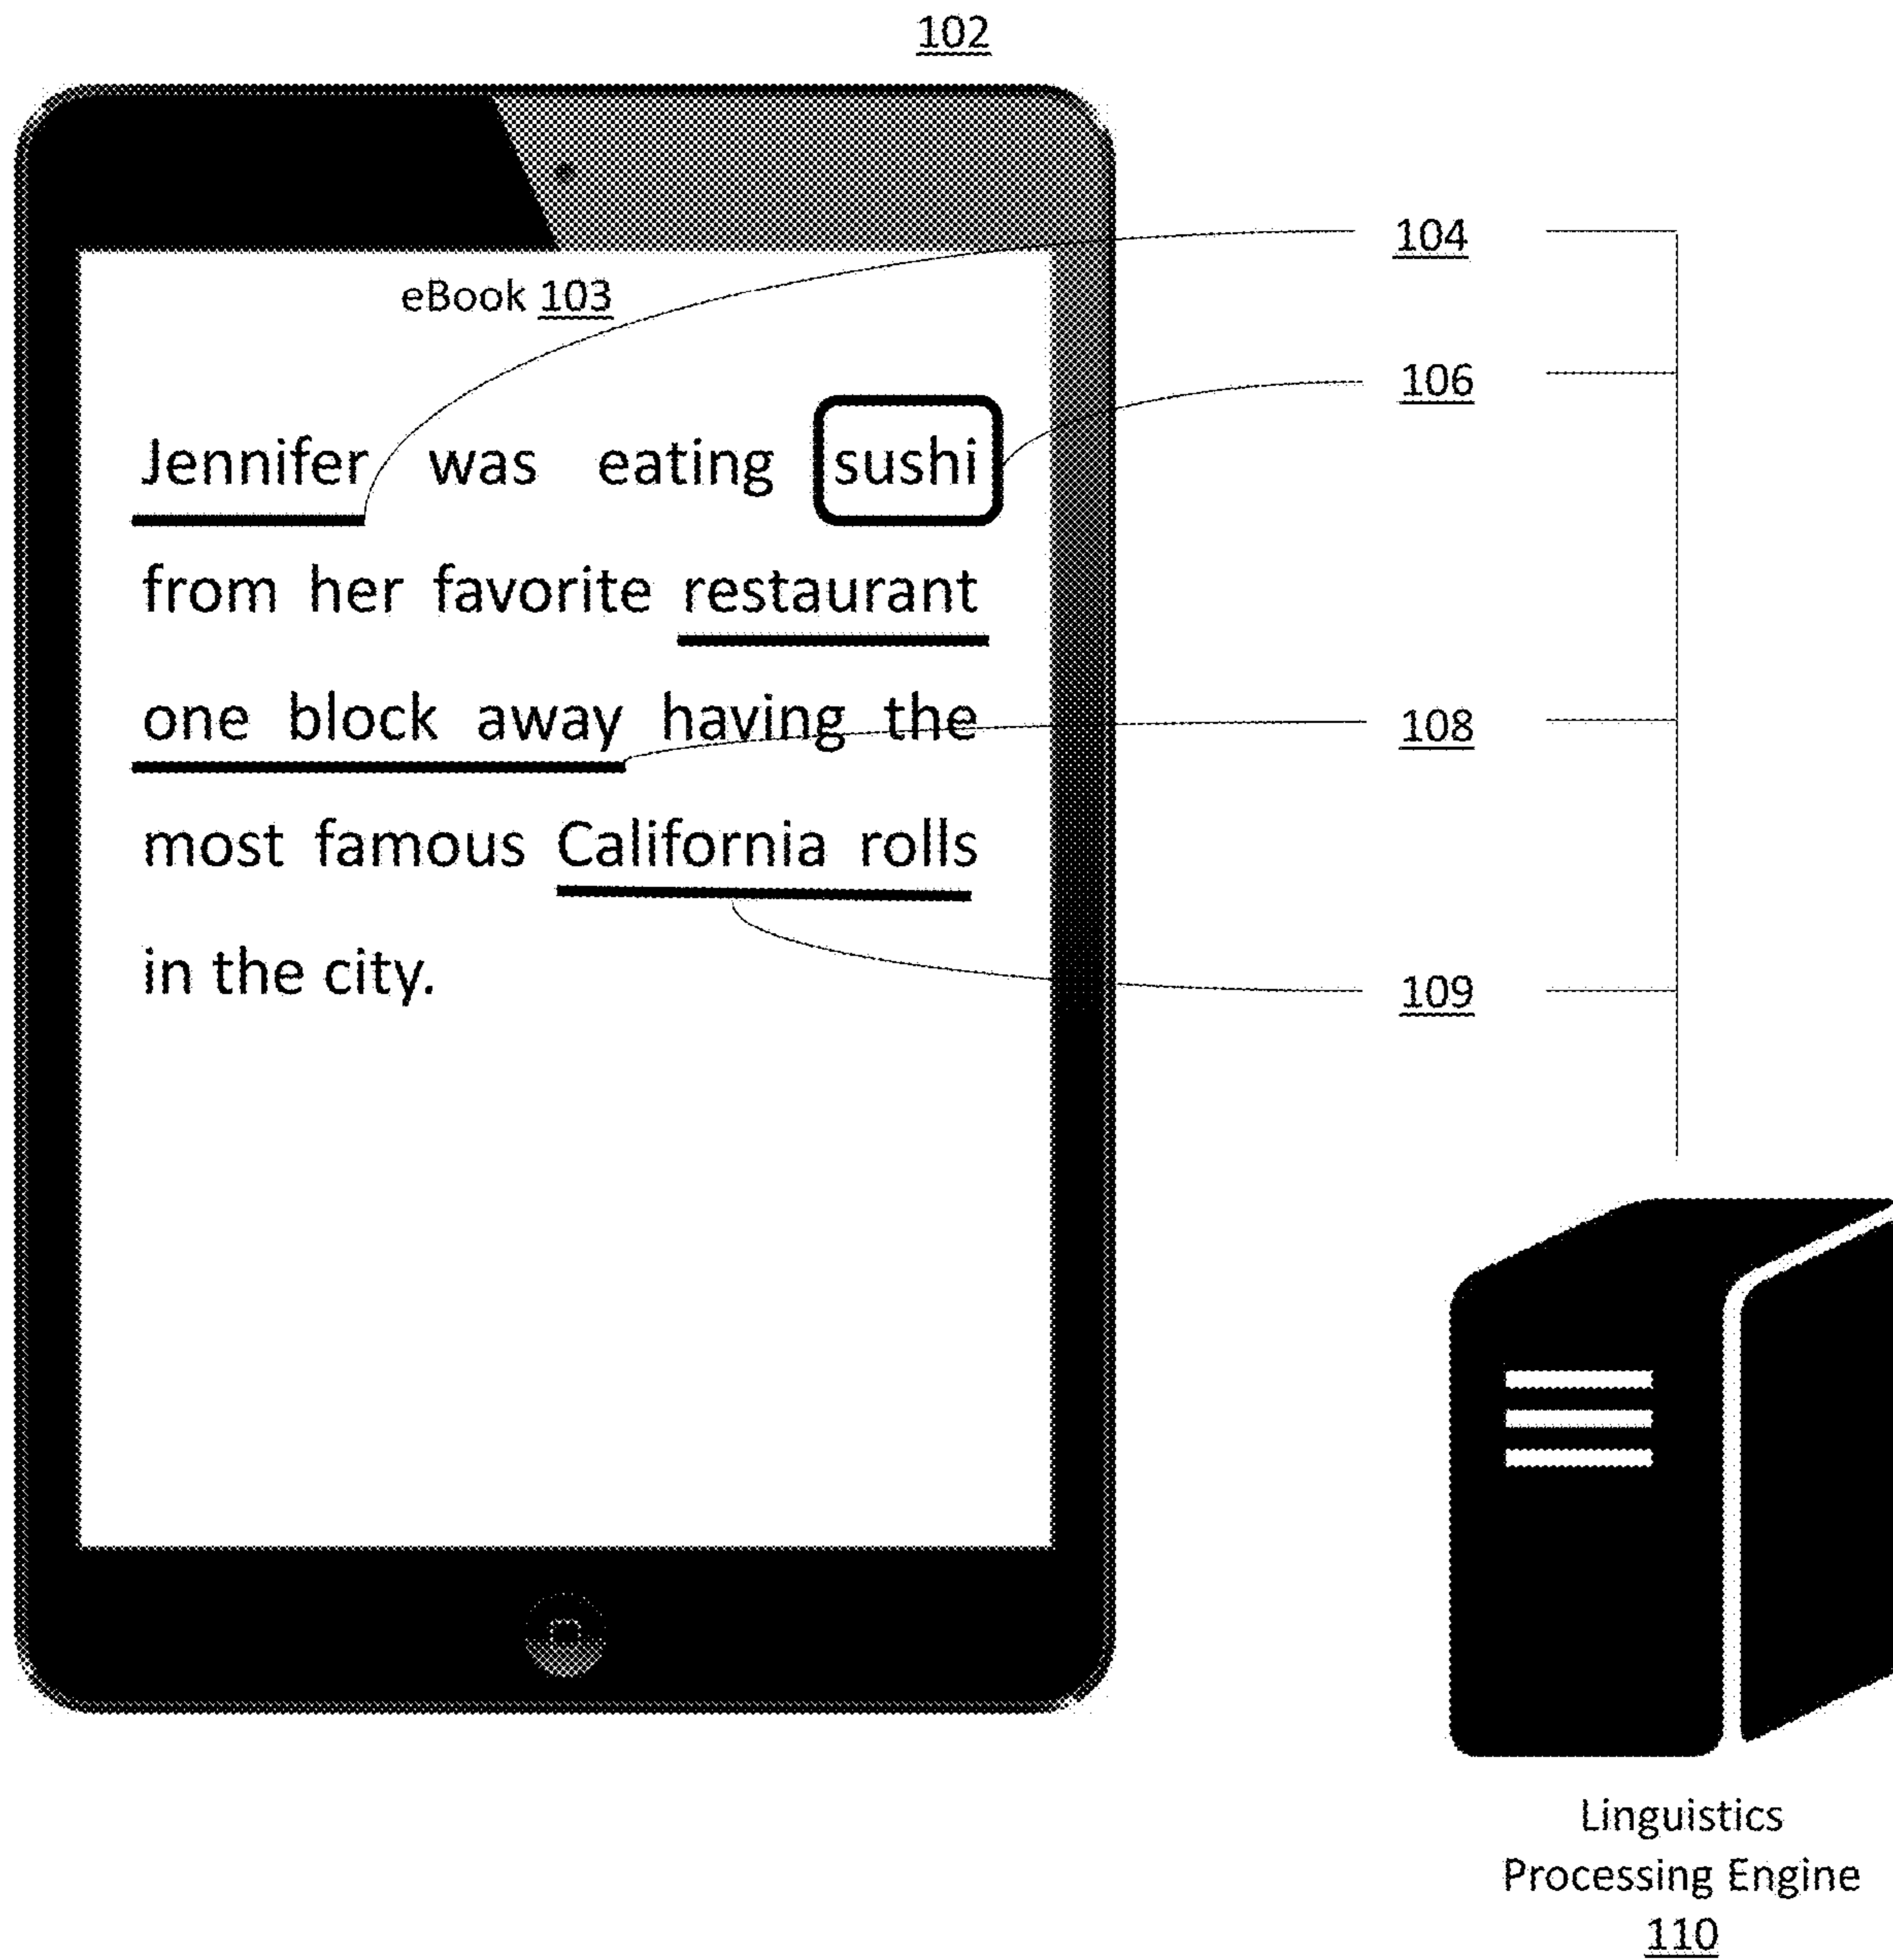 102
eBook 103
Jennifer was eating sushi
from her favorite restaurant
one block away having the
most famous California rolls
in the city.
104
106
108
109
Linguistics
Processing Engine
110